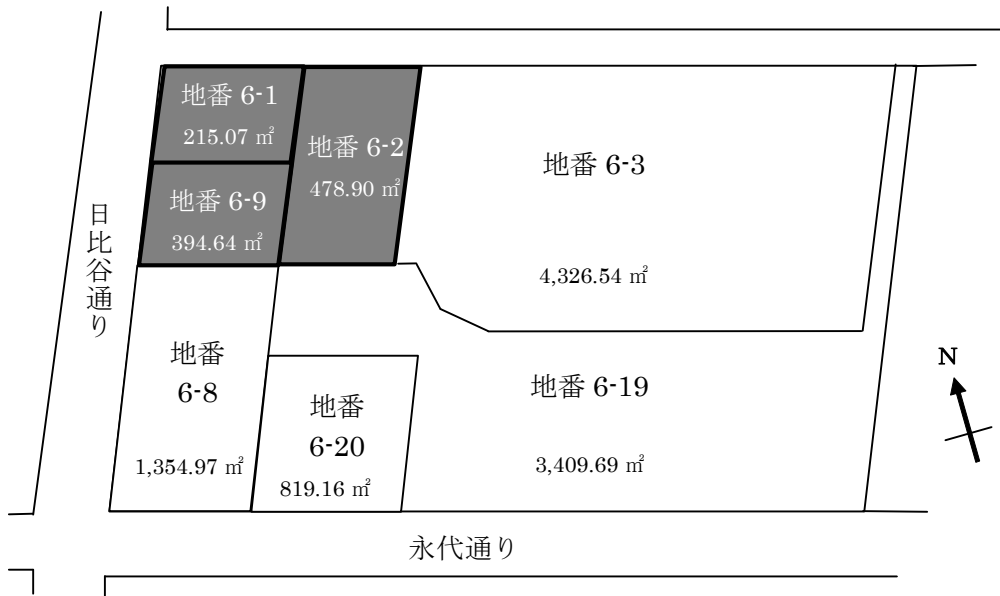 地番 6-1
215.07 ㎡
地番 6-2
478.90 ㎡
地番 6-9
394.64 ㎡
地番 6-3
4,326.54 ㎡
日比谷通り
地番
6-8
1,354.97 ㎡
地番
6-20
819.16 ㎡
地番 6-19
3,409.69 ㎡
N
永代通り